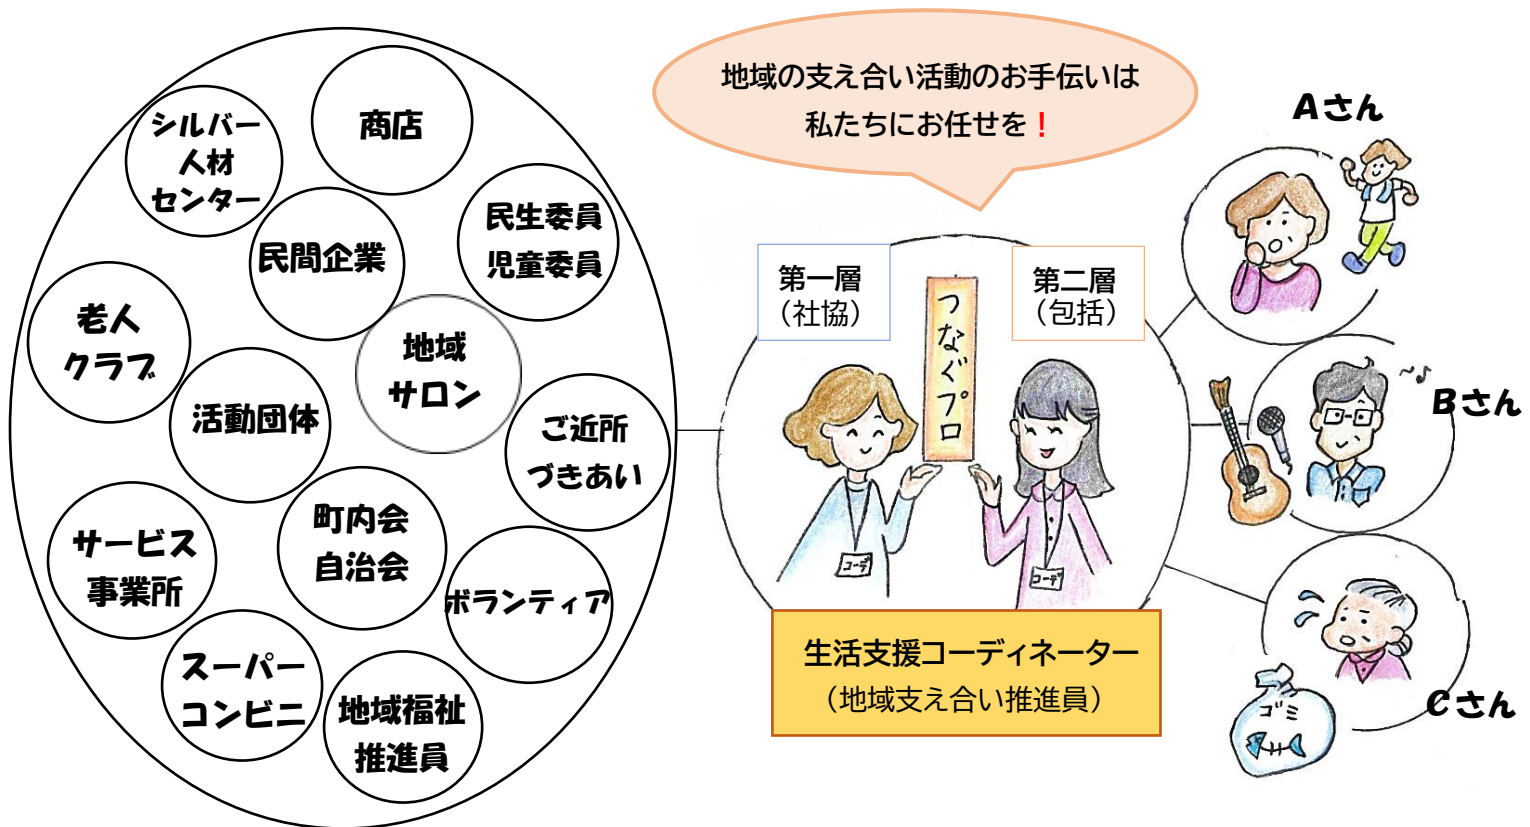 地域の支え合い活動のお手伝いは
私たちにお任せを！
シルバー
人材
センター
商店
民間企業
民生委員
児童委員
老人
クラブ
地域
サロン
活動団体
ご近所
づきあい
サービス
事業所
町内会
自治会
ボランティア
スーパー
コンビニ
地域福祉
推進員
第一層
（社協）
つなぐプロ
第二層
（包括）
コーデ
コーデ
生活支援コーディネーター
（地域支え合い推進員）
Aさん
Bさん
Cさん
ゴミ